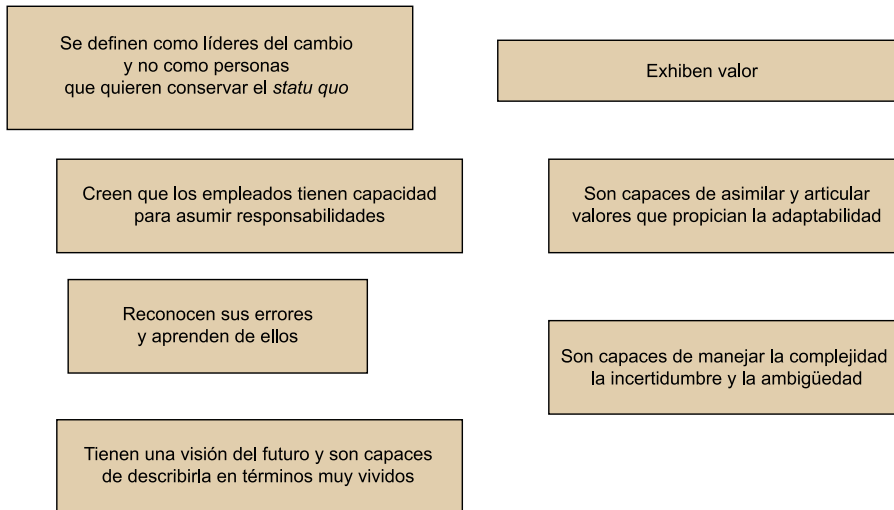 Se definen como líderes del cambio
y no como personas
que quieren conservar el statu quo
Exhiben valor
Creen que los empleados tienen capacidad
para asumir responsabilidades
Son capaces de asimilar y articular
valores que propician la adaptabilidad
Reconocen sus errores
y aprenden de ellos
Son capaces de manejar la complejidad
la incertidumbre y la ambigüedad
Tienen una visión del futuro y son capaces
de describirla en términos muy vividos